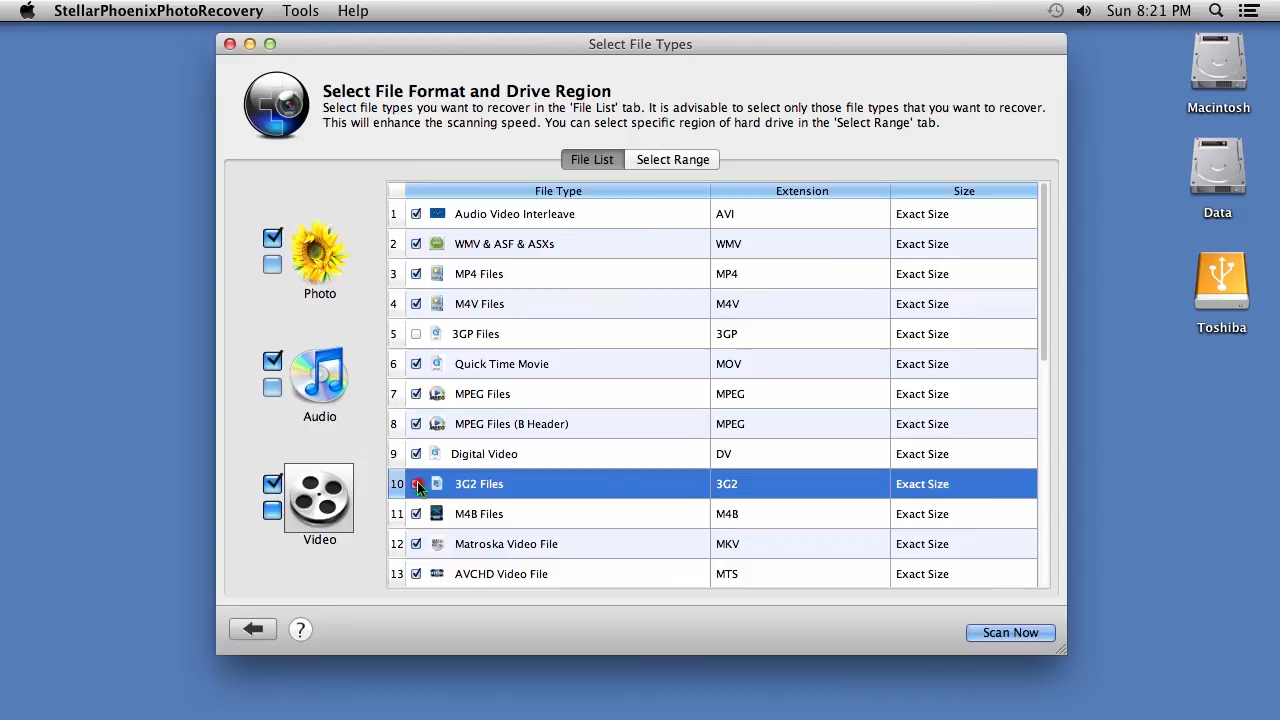 StellarPhoenixPhotoRecovery Tools Help Sun 8:21 PM
Select File Types
Select File Format and Drive Region
Select file types you want to recover in the 'File List' tab. It is advisable to select only those file types that you want to recover.
This will enhance the scanning speed. You can select specific region of hard drive in the 'Select Range' tab.
File List Select Range
File Type Extension Size
1 Audio Video Interleave AVI Exact Size
2 WMV & ASF & ASXs WMV Exact Size
3 MP4 Files MP4 Exact Size
4 M4V Files M4V Exact Size
5 3GP Files 3GP Exact Size
6 Quick Time Movie MOV Exact Size
7 MPEG Files MPEG Exact Size
8 MPEG Files (B Header) MPEG Exact Size
9 Digital Video DV Exact Size
10 3G2 Files 3G2 Exact Size
11 M4B Files M4B Exact Size
12 Matroska Video File MKV Exact Size
13 AVCHD Video File MTS Exact Size
Photo
Audio
Video
?
Scan Now
Macintosh
Data
Toshiba